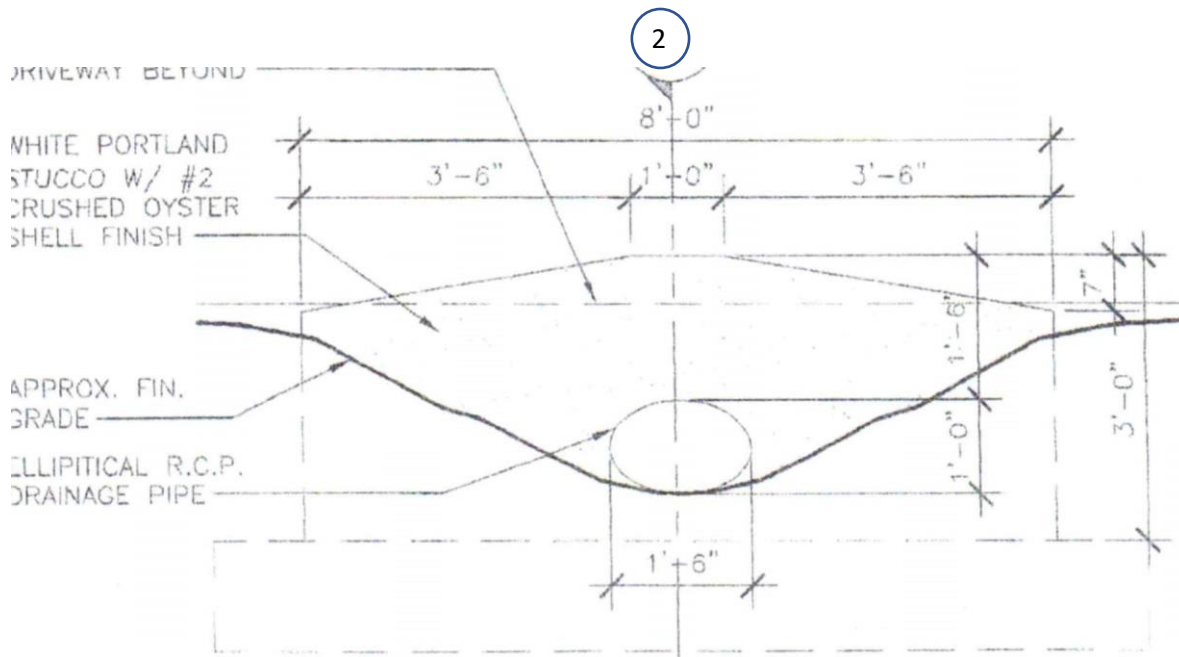 2
DRIVEWAY BEYOND
8'-0"
WHITE PORTLAND
STUCCO W/ #2
CRUSHED OYSTER
SHELL FINISH
3'-6"
1'-0"
3'-6"
7"
1'-6"
APPROX. FIN.
GRADE
3'-0"
1'-0"
ELLIPITICAL R.C.P.
DRAINAGE PIPE
1'-6"